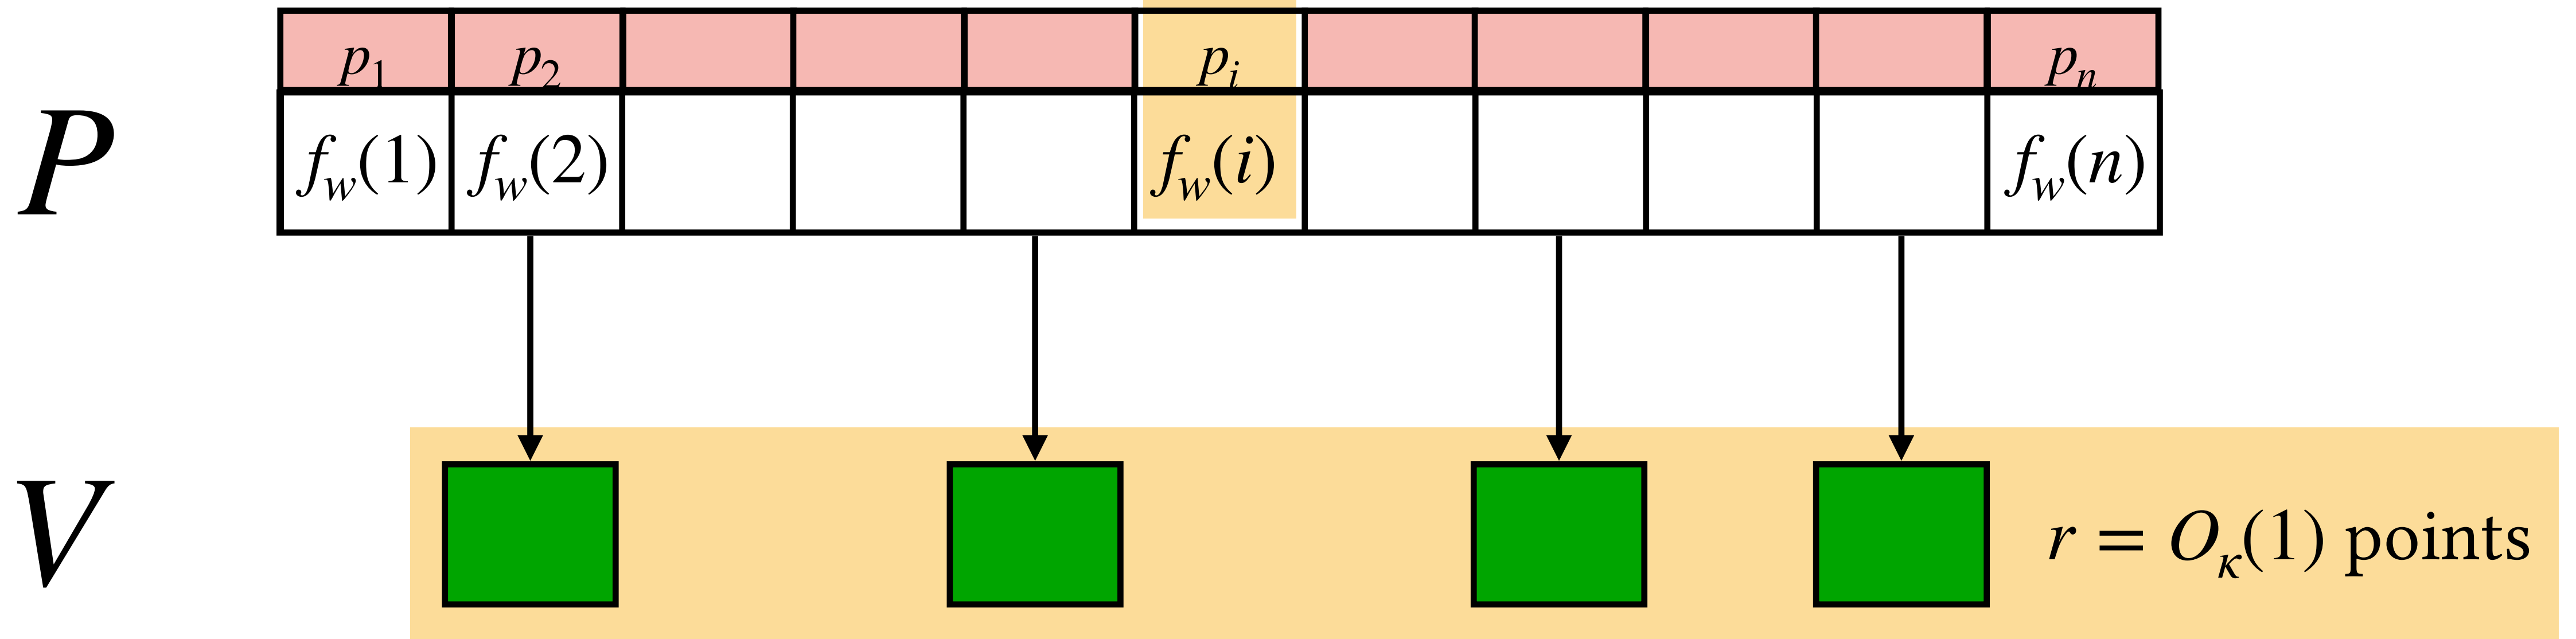 p₁ p₂ pᵢ pₙ
P f_w(1) f_w(2) f_w(i) f_w(n)
V r = O_κ(1) points